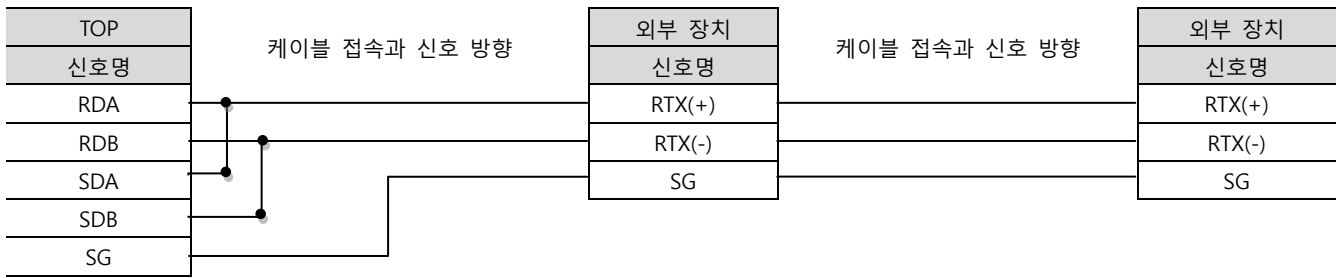 TOP
신호명
RDA
RDB
SDA
SDB
SG
케이블 접속과 신호 방향
외부 장치
신호명
RTX(+)
RTX(-)
SG
케이블 접속과 신호 방향
외부 장치
신호명
RTX(+)
RTX(-)
SG